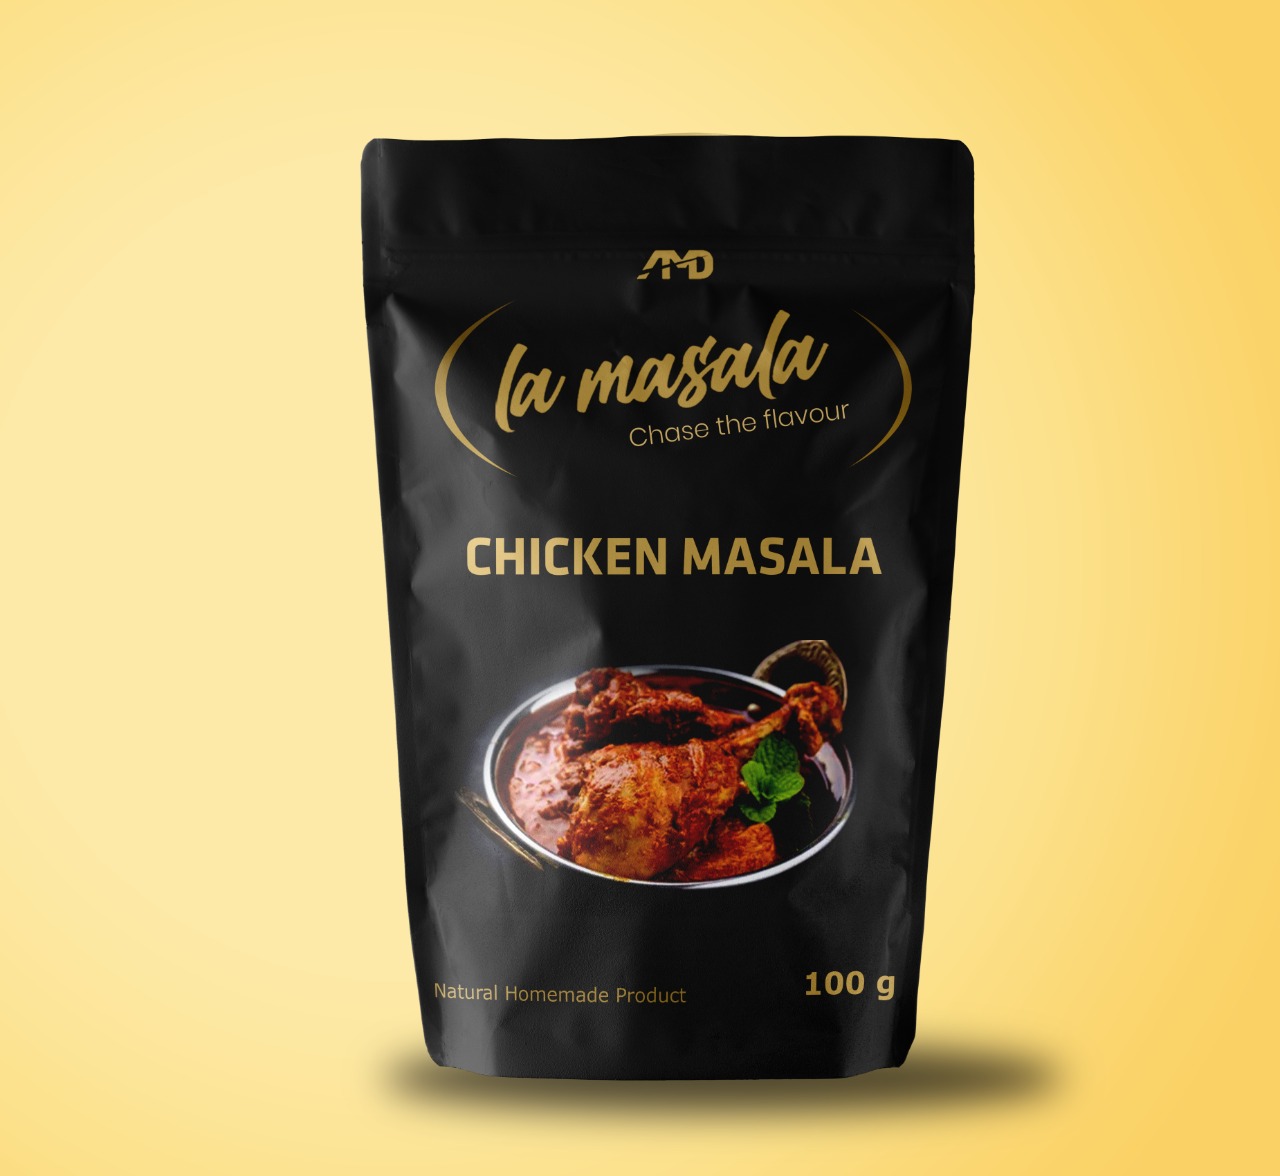 AMD
la masala
Chase the flavour
CHICKEN MASALA
Natural Homemade Product
100 g